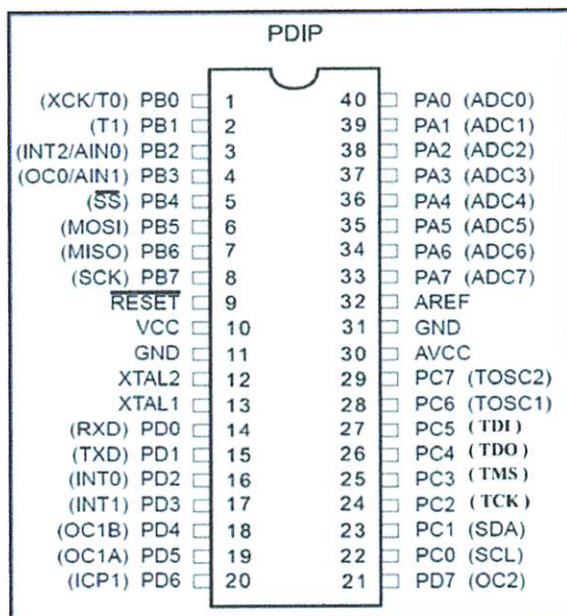 PDIP
(XCK/T0) PB0 1 40 PA0 (ADC0)
(T1) PB1 2 39 PA1 (ADC1)
(INT2/AIN0) PB2 3 38 PA2 (ADC2)
(OC0/AIN1) PB3 4 37 PA3 (ADC3)
(SS) PB4 5 36 PA4 (ADC4)
(MOSI) PB5 6 35 PA5 (ADC5)
(MISO) PB6 7 34 PA6 (ADC6)
(SCK) PB7 8 33 PA7 (ADC7)
RESET 9 32 AREF
VCC 10 31 GND
GND 11 30 AVCC
XTAL2 12 29 PC7 (TOSC2)
XTAL1 13 28 PC6 (TOSC1)
(RXD) PD0 14 27 PC5 (TDI)
(TXD) PD1 15 26 PC4 (TDO)
(INT0) PD2 16 25 PC3 (TMS)
(INT1) PD3 17 24 PC2 (TCK)
(OC1B) PD4 18 23 PC1 (SDA)
(OC1A) PD5 19 22 PC0 (SCL)
(ICP1) PD6 20 21 PD7 (OC2)